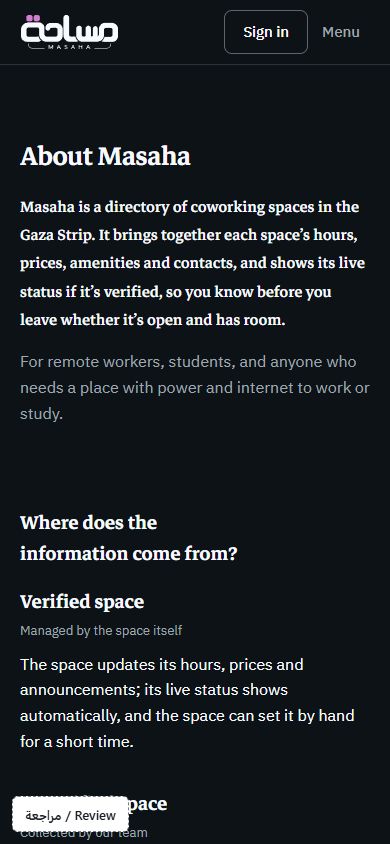 مساحة
MASAHA
Sign in
Menu
About Masaha
Masaha is a directory of coworking spaces in the
Gaza Strip. It brings together each space’s hours,
prices, amenities and contacts, and shows its live
status if it’s verified, so you know before you
leave whether it’s open and has room.
For remote workers, students, and anyone who
needs a place with power and internet to work or
study.
Where does the
information come from?
Verified space
Managed by the space itself
The space updates its hours, prices and
announcements; its live status shows
automatically, and the space can set it by hand
for a short time.
space
مراجعة / Review
Collected by our team